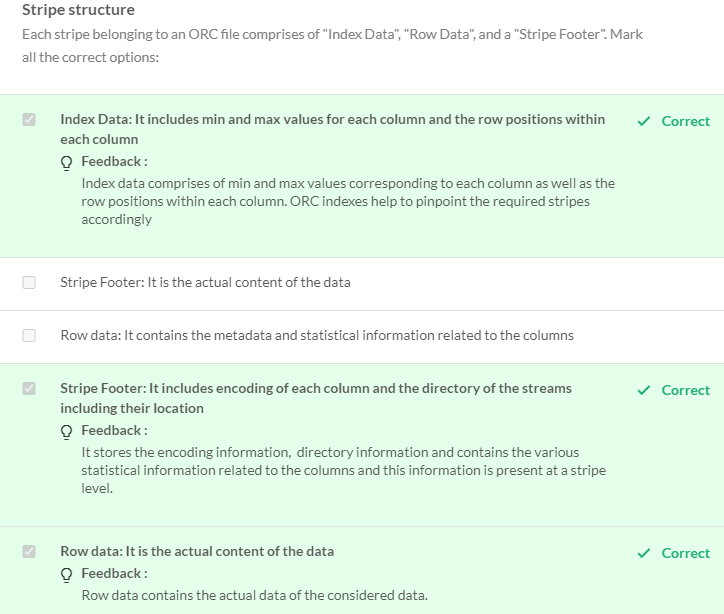 Stripe structure
Each stripe belonging to an ORC file comprises of "Index Data", "Row Data", and a "Stripe Footer". Mark
all the correct options:
Index Data: It includes min and max values for each column and the row positions within
each column
Correct
Feedback :
Index data comprises of min and max values corresponding to each column as well as the
row positions within each column. ORC indexes help to pinpoint the required stripes
accordingly
Stripe Footer: It is the actual content of the data
Row data: It contains the metadata and statistical information related to the columns
Stripe Footer: It includes encoding of each column and the directory of the streams
including their location
Correct
Feedback :
It stores the encoding information,  directory information and contains the various
statistical information related to the columns and this information is present at a stripe
level.
Row data: It is the actual content of the data
Correct
Feedback :
Row data contains the actual data of the considered data.